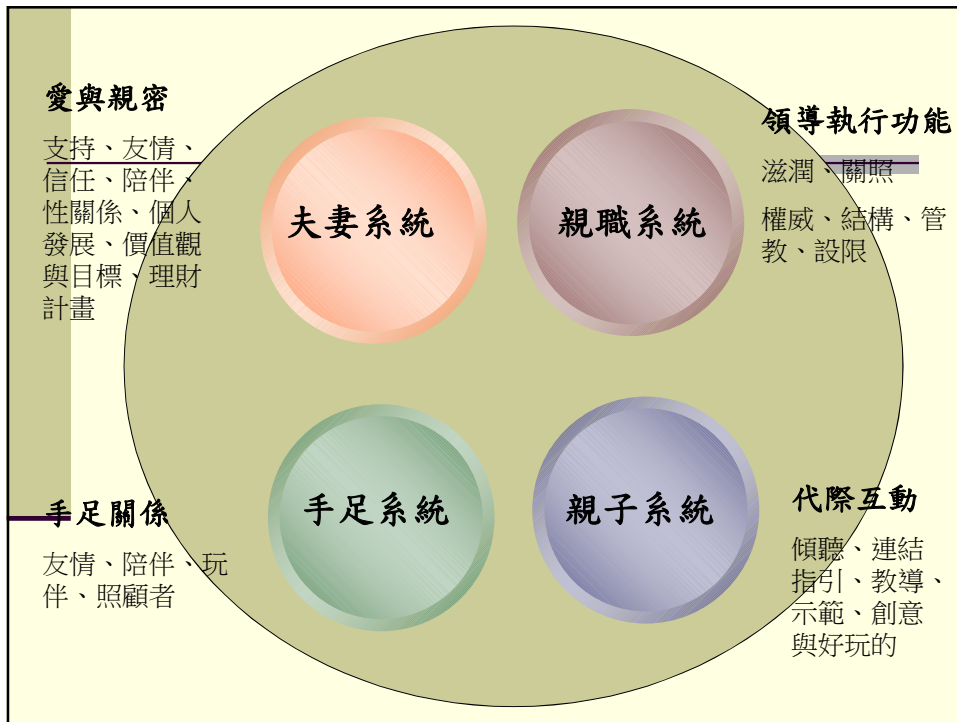 愛與親密
支持、友情、
信任、陪伴、
性關係、個人
發展、價值觀
與目標、理財
計畫
夫妻系統
親職系統
領導執行功能
滋潤、關照
權威、結構、管
教、設限
手足關係
友情、陪伴、玩
伴、照顧者
手足系統
親子系統
代際互動
傾聽、連結
指引、教導、
示範、創意
與好玩的